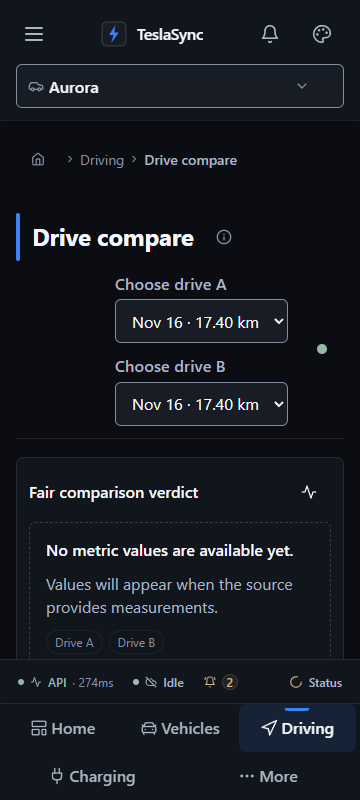 TeslaSync
Aurora
Driving
Drive compare
Drive compare
Choose drive A
Nov 16 · 17.40 km
Choose drive B
Nov 16 · 17.40 km
Fair comparison verdict
No metric values are available yet.
Values will appear when the source
provides measurements.
Drive A
Drive B
API · 274ms
Idle
2
Status
Home
Vehicles
Driving
Charging
More